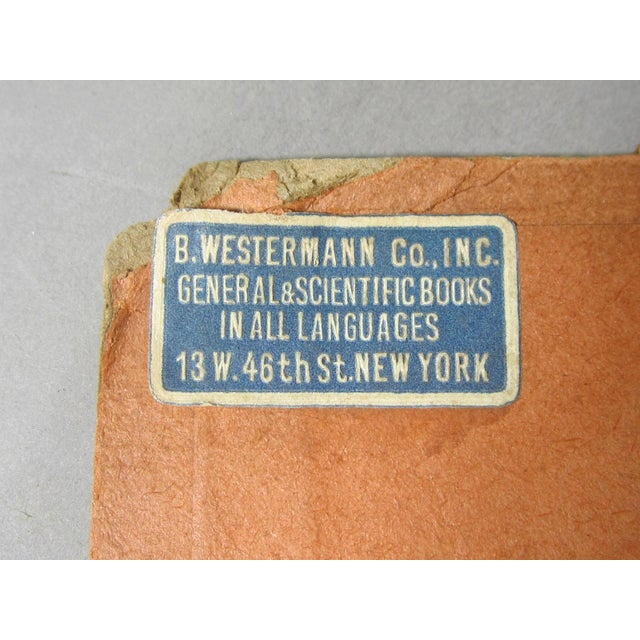 B. WESTERMANN Co., INC.
GENERAL & SCIENTIFIC BOOKS
IN ALL LANGUAGES
13 W. 46th St. NEW YORK